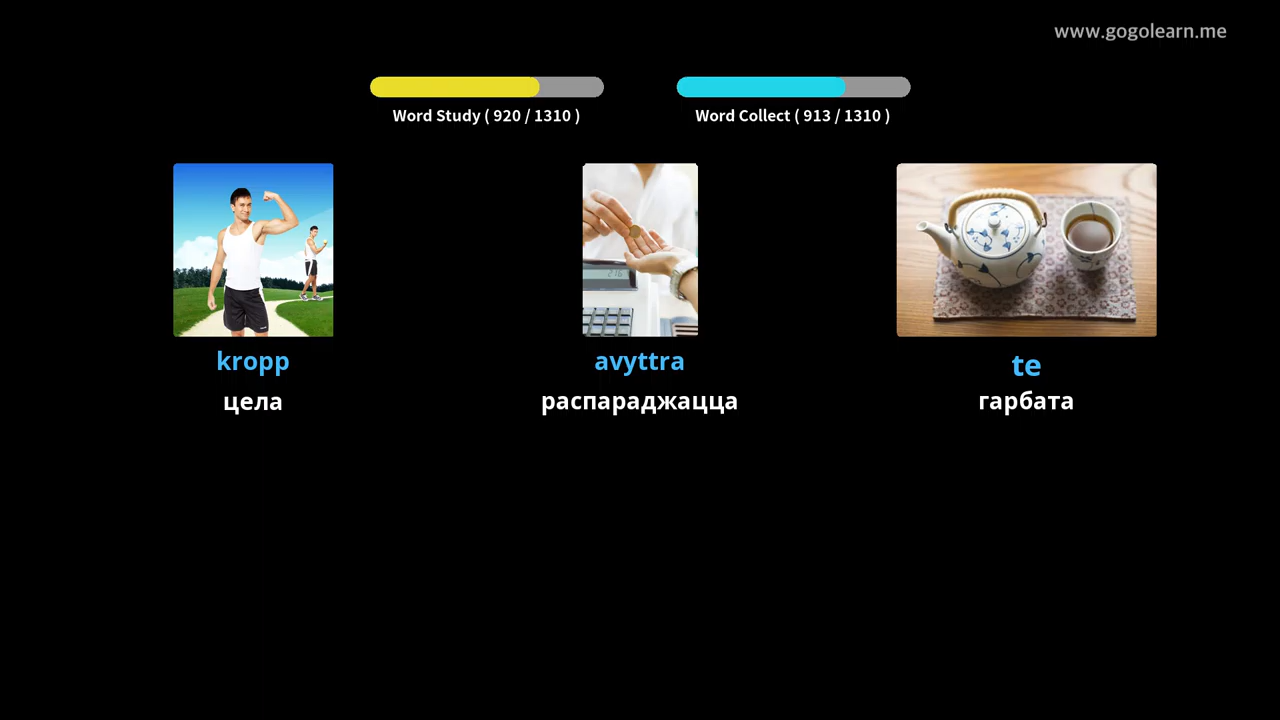 www.gogolearn.me
Word Study ( 920 / 1310 )
Word Collect ( 913 / 1310 )
kropp
avyttra
te
цела
распараджацца
гарбата